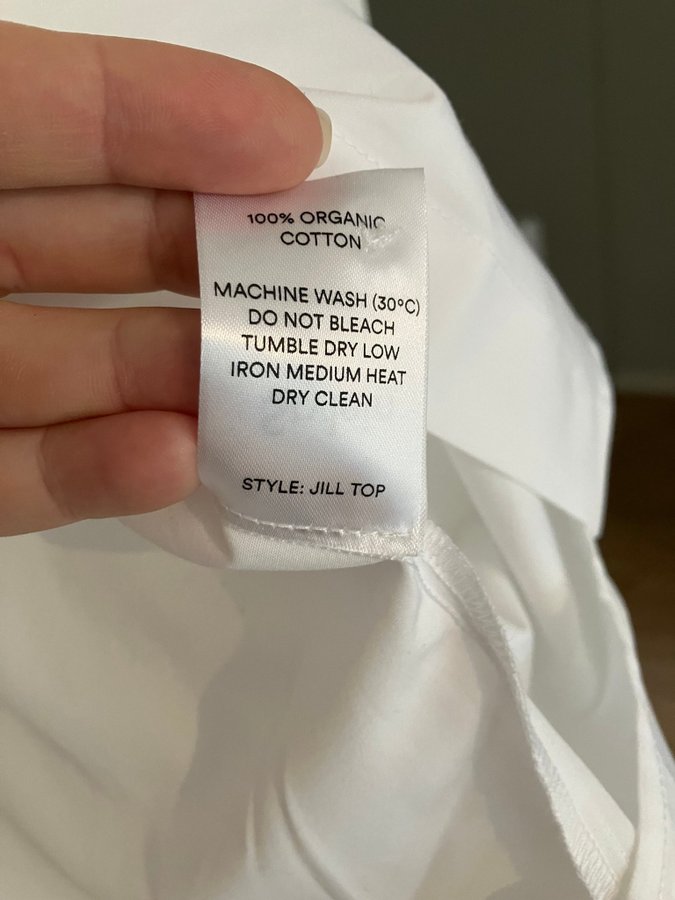 100% ORGANIC
COTTON
MACHINE WASH (30°C)
DO NOT BLEACH
TUMBLE DRY LOW
IRON MEDIUM HEAT
DRY CLEAN
STYLE: JILL TOP